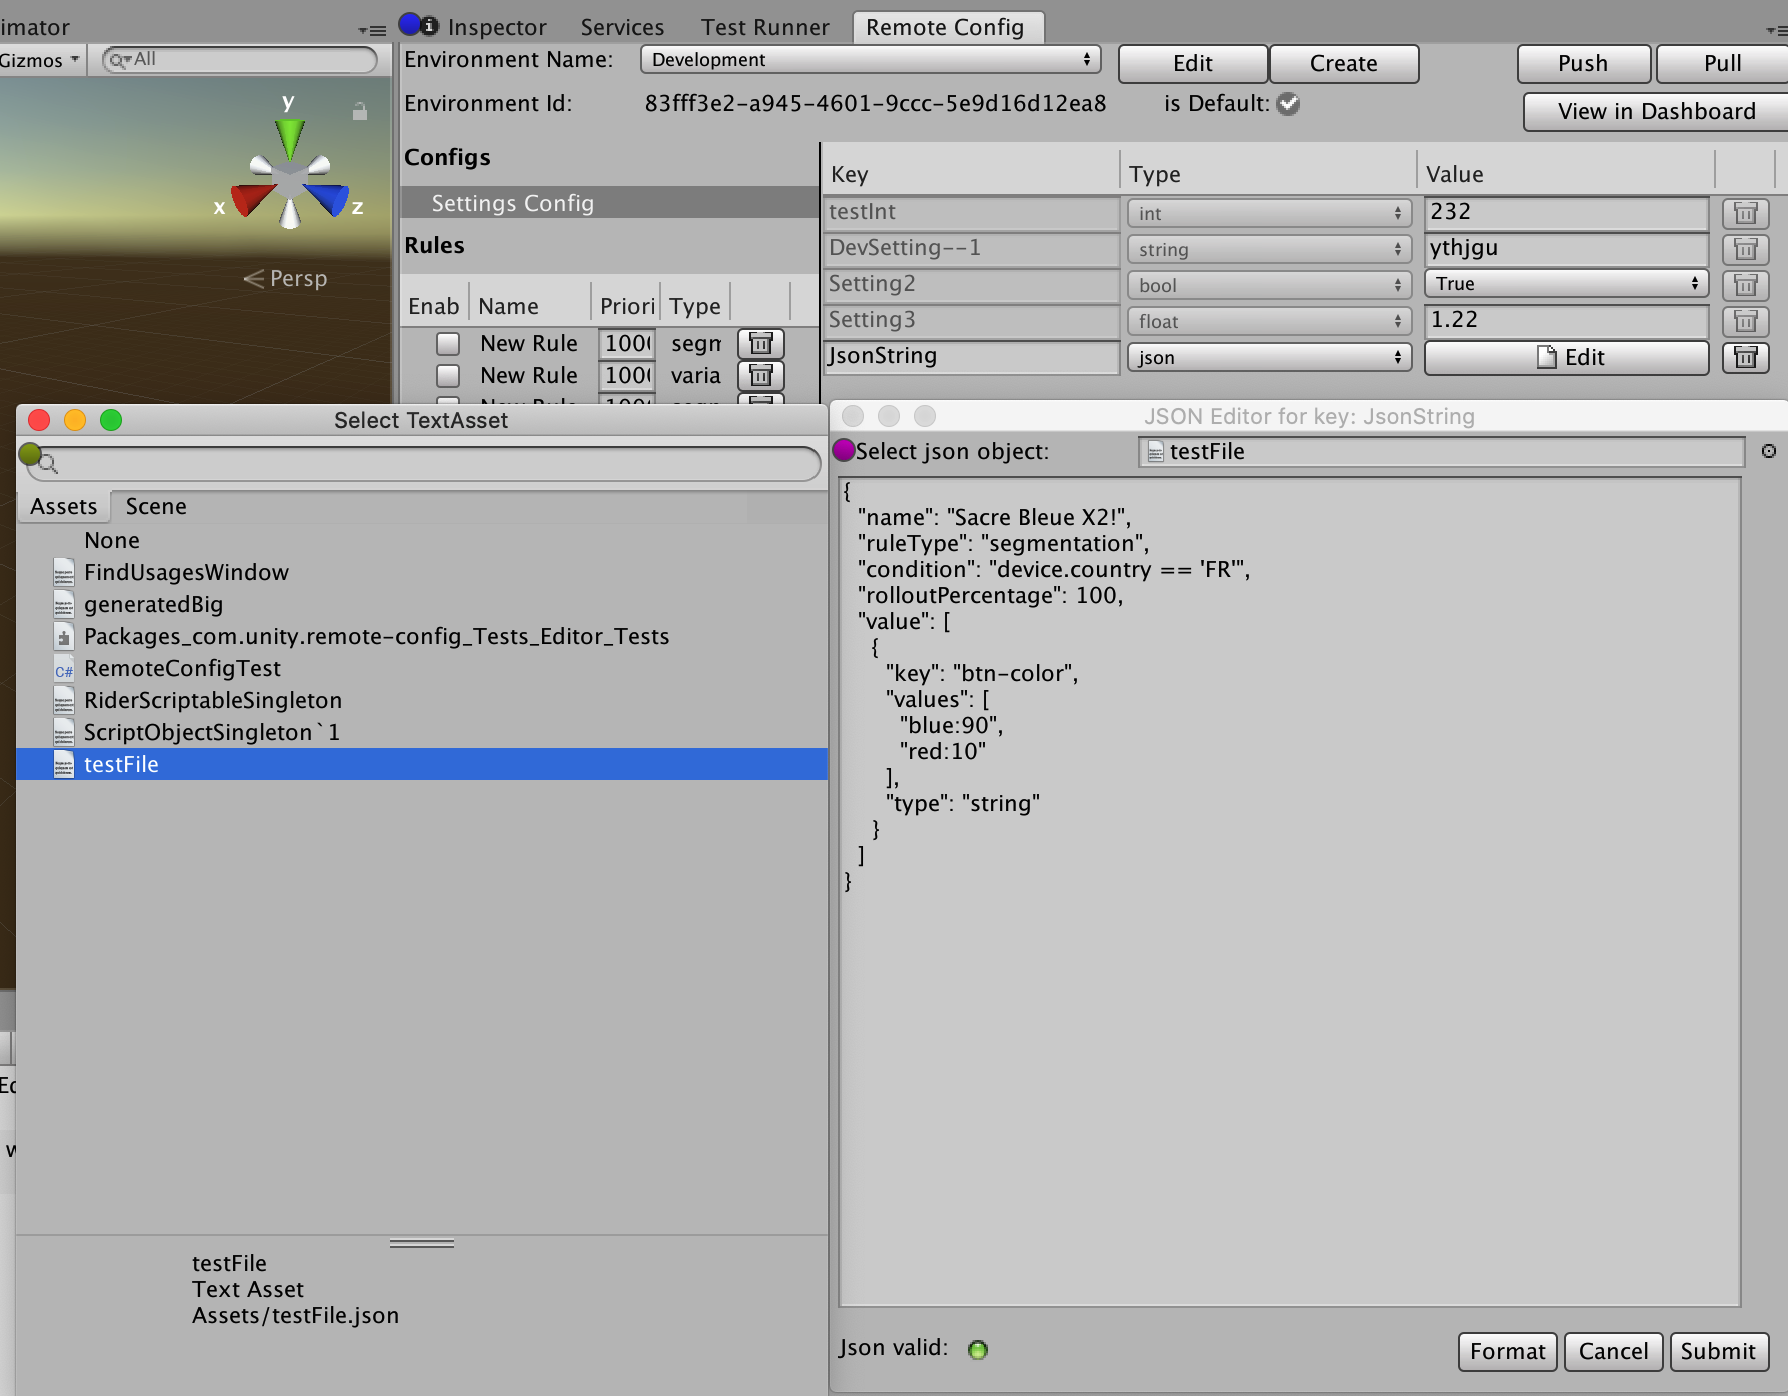 Inspector
Services
Test Runner
Remote Config
Gizmos
All
Environment Name:
Development
Edit
Create
Push
Pull
Environment Id:
83fff3e2-a945-4601-9ccc-5e9d16d12ea8
is Default:
View in Dashboard
y
x
z
Persp
Configs
Settings Config
Rules
Enab
Name
Priori
Type
New Rule
100
segm
New Rule
100
varia
Key
Type
Value
testInt
int
232
DevSetting--1
string
ythjgu
Setting2
bool
True
Setting3
float
1.22
JsonString
json
Edit
Select TextAsset
Assets
Scene
None
FindUsagesWindow
generatedBig
Packages_com.unity.remote-config_Tests_Editor_Tests
C# RemoteConfigTest
RiderScriptableSingleton
ScriptObjectSingleton`1
testFile
testFile
Text Asset
Assets/testFile.json
JSON Editor for key: JsonString
Select json object:
testFile
{
"name": "Sacre Bleue X2!",
"ruleType": "segmentation",
"condition": "device.country == 'FR'",
"rolloutPercentage": 100,
"value": [
{
"key": "btn-color",
"values": [
"blue:90",
"red:10"
],
"type": "string"
}
]
}
Json valid:
Format
Cancel
Submit